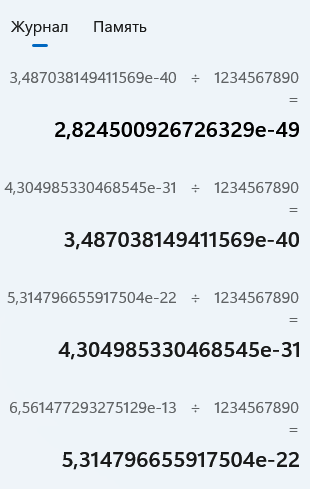 Журнал Память
3,487038149411569e-40 ÷ 1234567890
=
2,824500926726329e-49
4,304985330468545e-31 ÷ 1234567890
=
3,487038149411569e-40
5,314796655917504e-22 ÷ 1234567890
=
4,304985330468545e-31
6,561477293275129e-13 ÷ 1234567890
=
5,314796655917504e-22